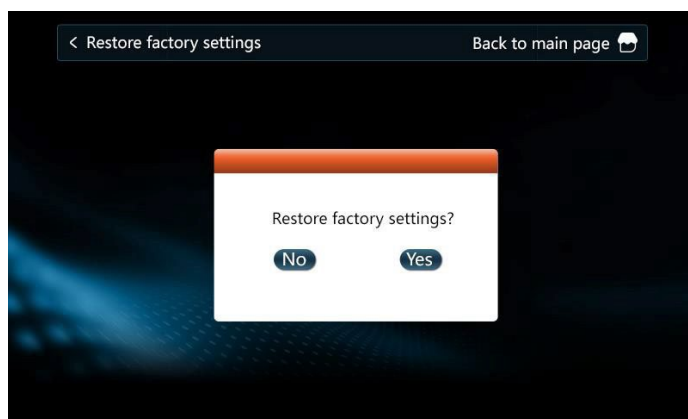 < Restore factory settings
Back to main page
Restore factory settings?
No
Yes